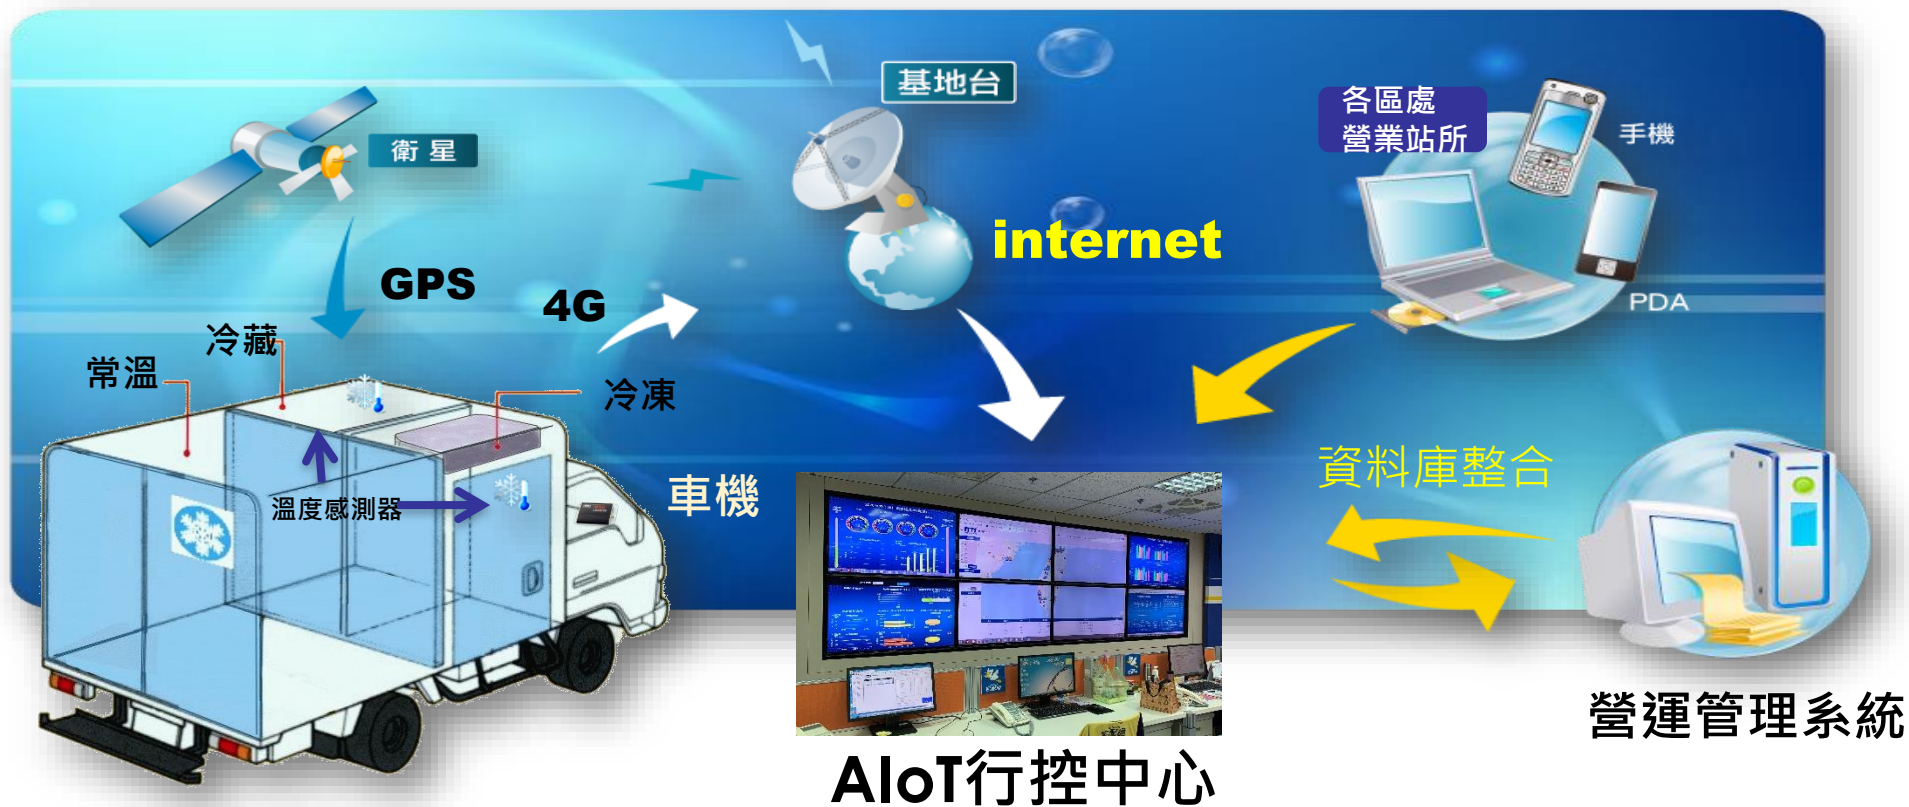 基地台
各區處
營業站所
手機
衛星
internet
GPS
4G
PDA
冷藏
常溫
冷凍
資料庫整合
車機
溫度感測器
營運管理系統
AIoT行控中心